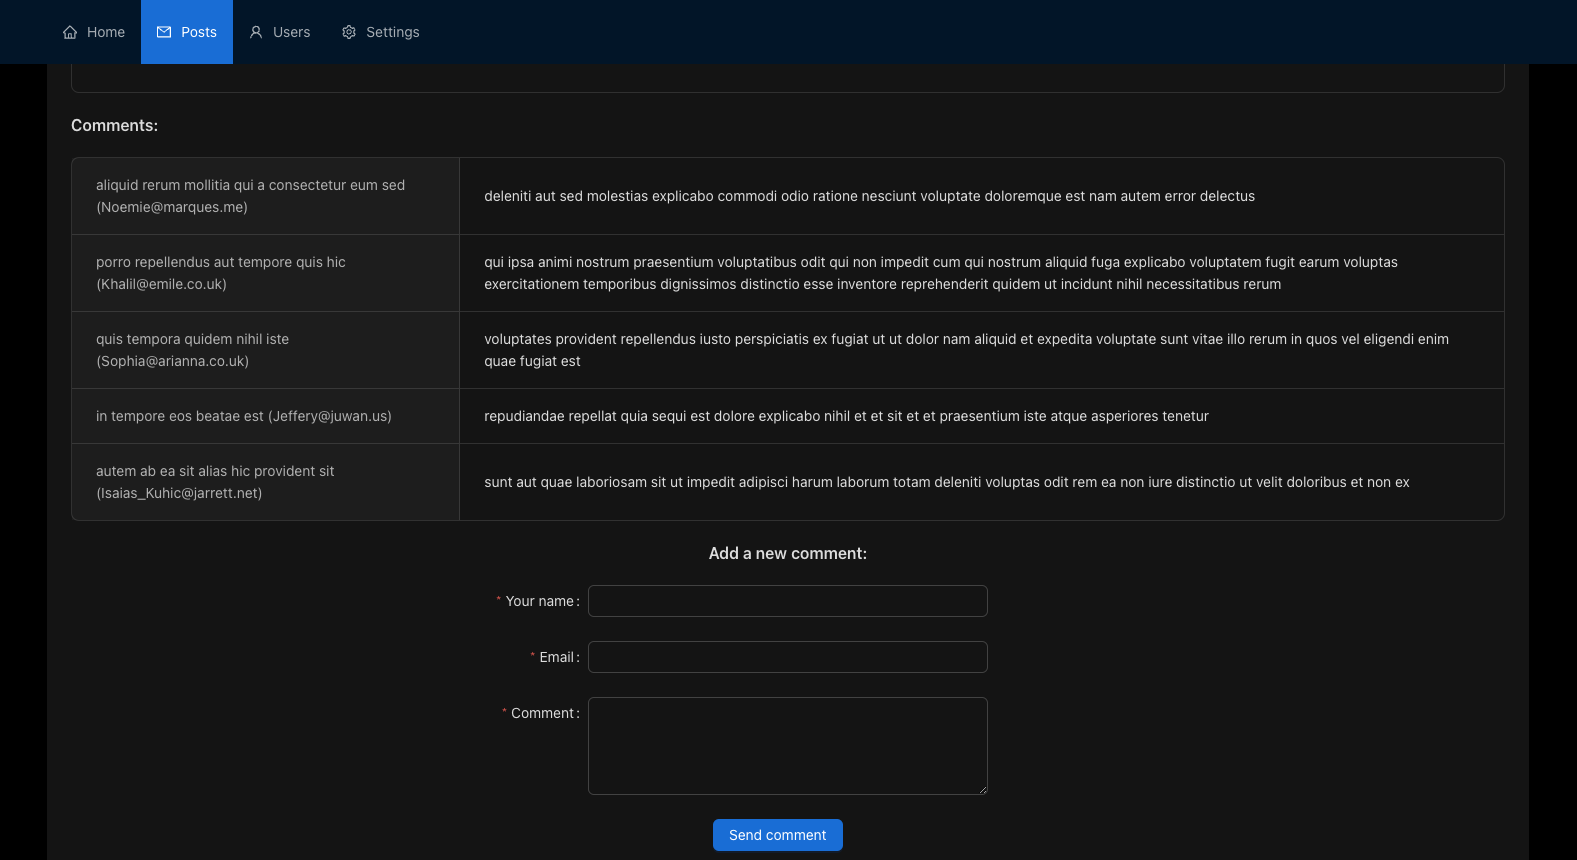 Home Posts Users Settings
Comments:
aliquid rerum mollitia qui a consectetur eum sed
(Noemie@marques.me)
deleniti aut sed molestias explicabo commodi odio ratione nesciunt voluptate doloremque est nam autem error delectus
porro repellendus aut tempore quis hic
(Khalil@emile.co.uk)
qui ipsa animi nostrum praesentium voluptatibus odit qui non impedit cum qui nostrum aliquid fuga explicabo voluptatem fugit earum voluptas
exercitationem temporibus dignissimos distinctio esse inventore reprehenderit quidem ut incidunt nihil necessitatibus rerum
quis tempora quidem nihil iste
(Sophia@arianna.co.uk)
voluptates provident repellendus iusto perspiciatis ex fugiat ut ut dolor nam aliquid et expedita voluptate sunt vitae illo rerum in quos vel eligendi enim
quae fugiat est
in tempore eos beatae est (Jeffery@juwan.us)
repudiandae repellat quia sequi est dolore explicabo nihil et et sit et et praesentium iste atque asperiores tenetur
autem ab ea sit alias hic provident sit
(Isaias_Kuhic@jarrett.net)
sunt aut quae laboriosam sit ut impedit adipisci harum laborum totam deleniti voluptas odit rem ea non iure distinctio ut velit doloribus et non ex
Add a new comment:
* Your name:
* Email:
* Comment:
Send comment